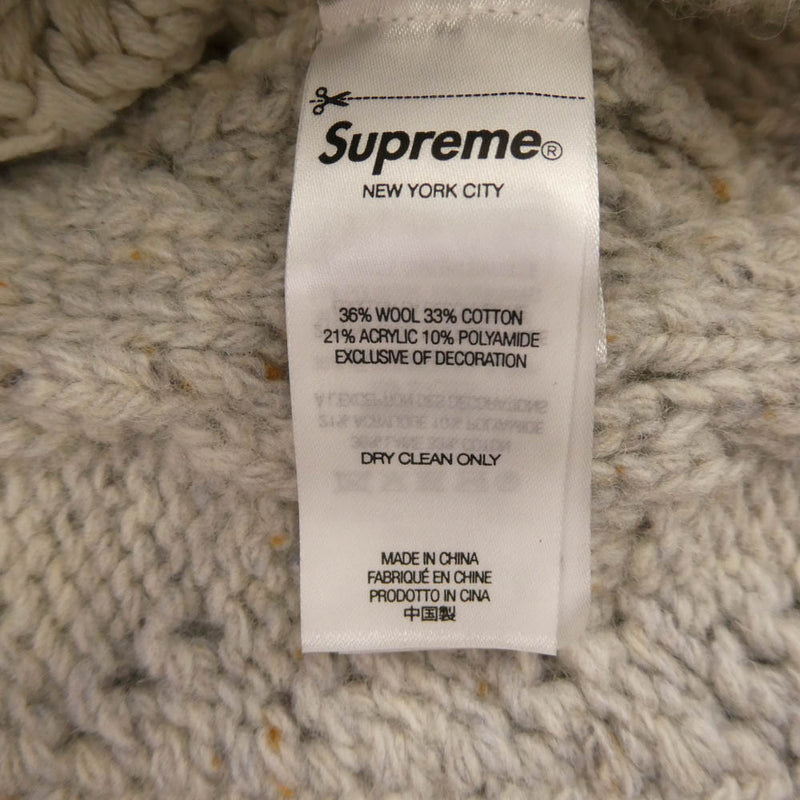 Supreme®
NEW YORK CITY
36% WOOL 33% COTTON
21% ACRYLIC 10% POLYAMIDE
EXCLUSIVE OF DECORATION
DRY CLEAN ONLY
MADE IN CHINA
FABRIQUÉ EN CHINE
PRODOTTO IN CINA
中国製